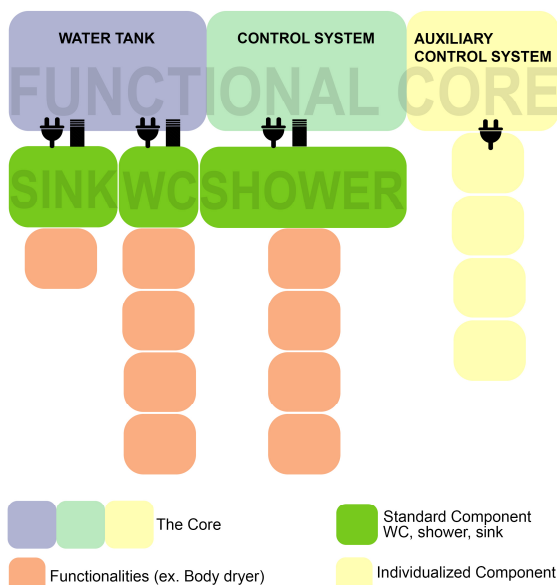 WATER TANK
CONTROL SYSTEM
AUXILIARY
CONTROL SYSTEM
FUNCTIONAL CORE
SINK WC SHOWER
The Core
Standard Component
WC, shower, sink
Functionalities (ex. Body dryer)
Individualized Component